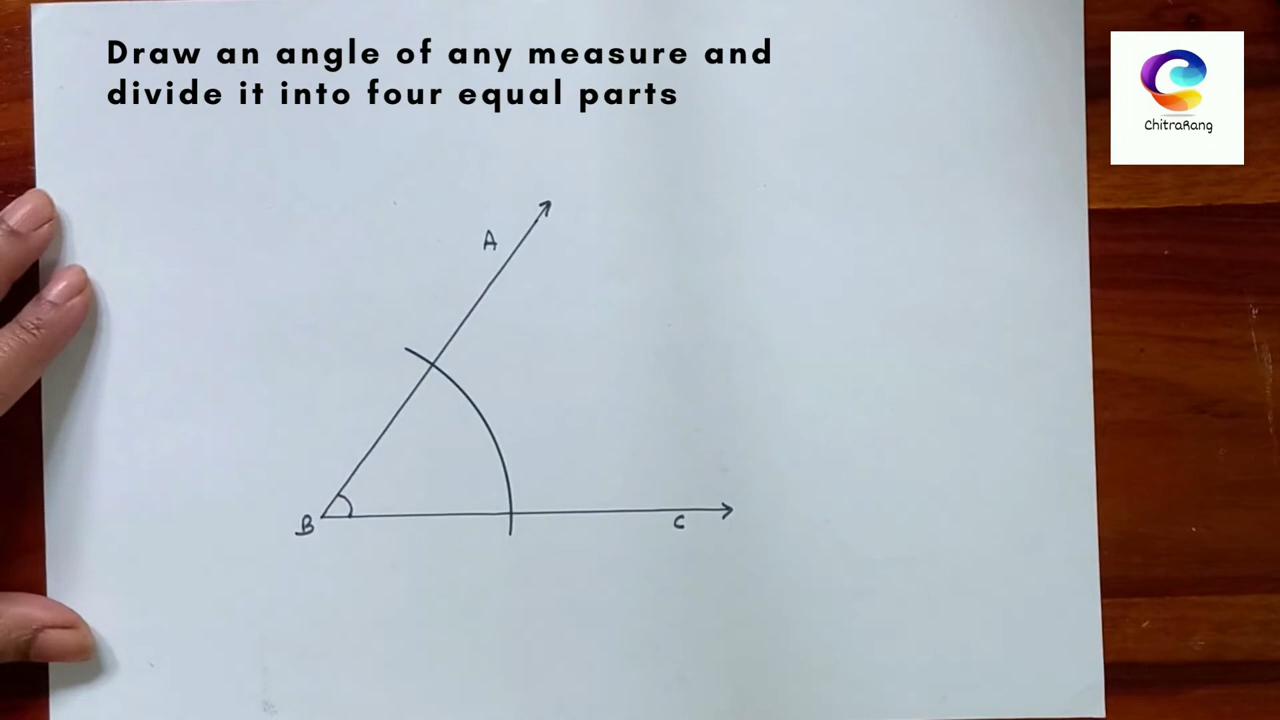 Draw an angle of any measure and
divide it into four equal parts
ChitraRang
A
B
C